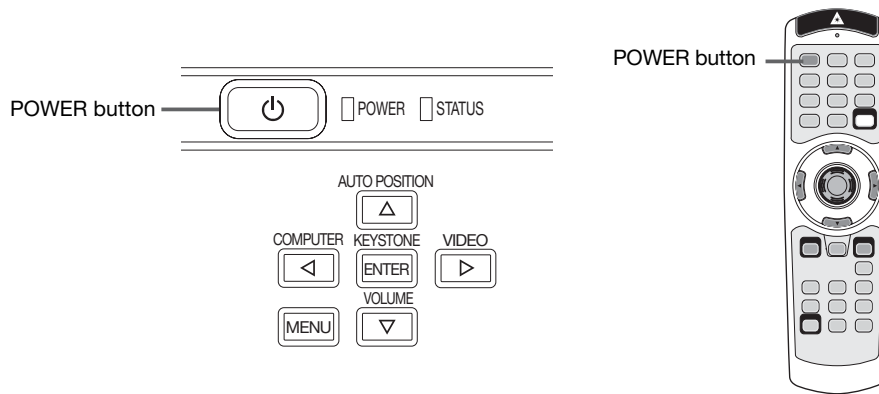 POWER button
POWER STATUS
AUTO POSITION
COMPUTER KEYSTONE VIDEO
ENTER
VOLUME
MENU
POWER button